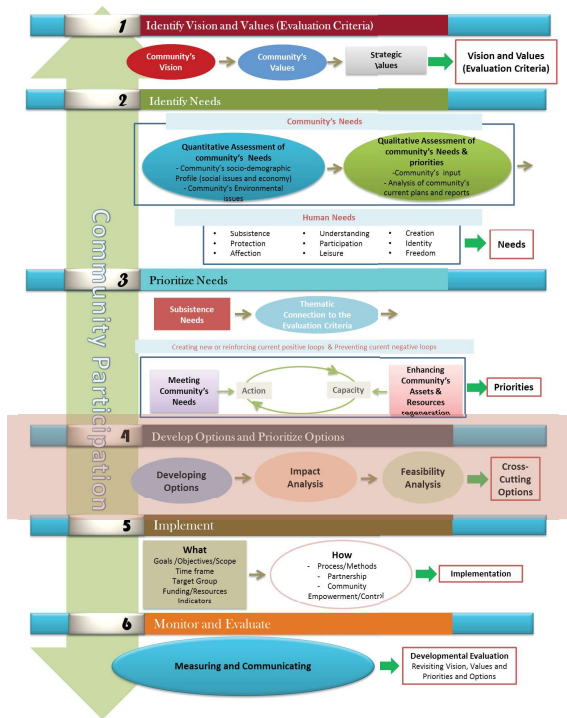 1 Identify Vision and Values (Evaluation Criteria)
Community's
Vision
Community's
Values
Strategic
Values
Vision and Values
(Evaluation Criteria)
2 Identify Needs
Community's Needs
Quantitative Assessment of
community's Needs
- Community's socio-demographic
Profile (social issues and economy)
- Community's Environmental
issues
Qualitative Assessment of
community's Needs &
priorities
-Community's input
- Analysis of community's
current plans and reports
Human Needs
• Subsistence
• Protection
• Affection
• Understanding
• Participation
• Leisure
• Creation
• Identity
• Freedom
Needs
3 Prioritize Needs
Subsistence
Needs
Thematic
Connection to the
Evaluation Criteria
Creating new or reinforcing current positive loops & Preventing curent negative loops
Meeting
Community's
Needs
Action
Capacity
Enhancing
Community's
Assets &
Resources
regeneration
Priorities
4 Develop Options and Prioritize Options
Developing
Options
Impact
Analysis
Feasibility
Analysis
Cross-
Cutting
Options
5 Implement
What
Goals /Objectives/Scope
Time frame
Target Group
Funding/Resources
Indicators
How
- Process/Methods
- Partnership
- Community
Empowerment/Control
Implementation
6 Monitor and Evaluate
Measuring and Communicating
Developmental Evaluation
Revisiting Vision, Values and
Priorities and Options
Community Participation